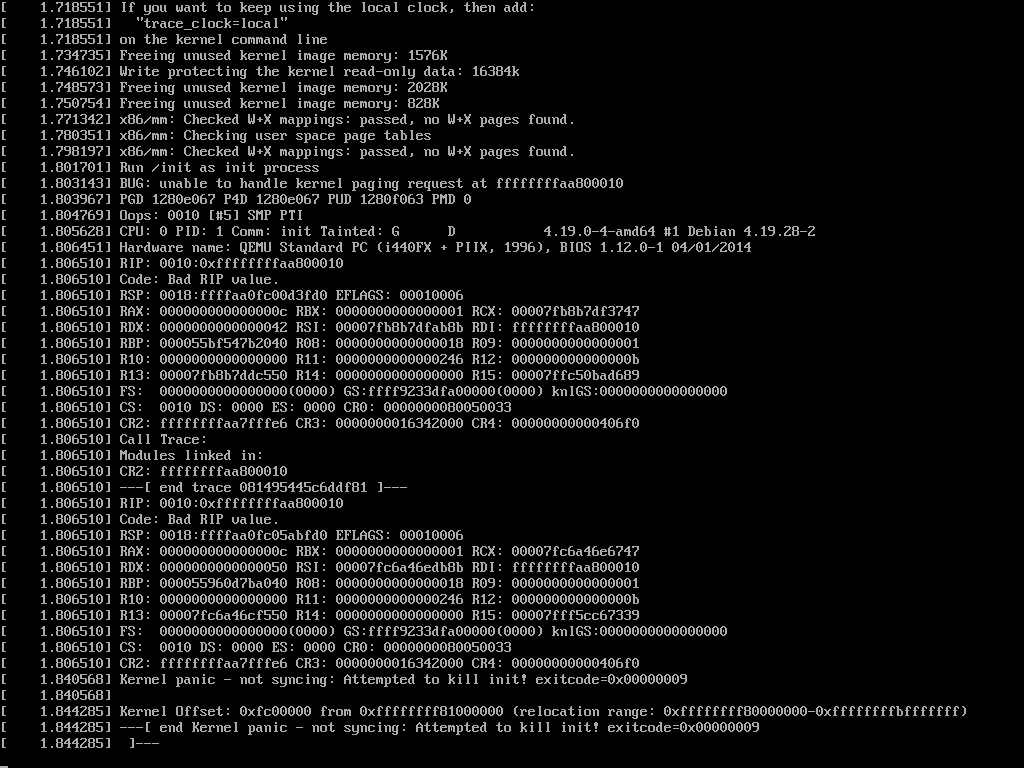 [    1.718551] If you want to keep using the local clock, then add:
[    1.718551]   "trace_clock=local"
[    1.718551] on the kernel command line
[    1.734735] Freeing unused kernel image memory: 1576K
[    1.746102] Write protecting the kernel read-only data: 16384k
[    1.748573] Freeing unused kernel image memory: 2028K
[    1.750754] Freeing unused kernel image memory: 828K
[    1.771342] x86/mm: Checked W+X mappings: passed, no W+X pages found.
[    1.780351] x86/mm: Checking user space page tables
[    1.798197] x86/mm: Checked W+X mappings: passed, no W+X pages found.
[    1.801701] Run /init as init process
[    1.803143] BUG: unable to handle kernel paging request at ffffffffaa800010
[    1.803967] PGD 1280e067 P4D 1280e067 PUD 1280f063 PMD 0
[    1.804769] Oops: 0010 [#5] SMP PTI
[    1.805628] CPU: 0 PID: 1 Comm: init Tainted: G      D           4.19.0-4-amd64 #1 Debian 4.19.28-2
[    1.806451] Hardware name: QEMU Standard PC (i440FX + PIIX, 1996), BIOS 1.12.0-1 04/01/2014
[    1.806510] RIP: 0010:0xffffffffaa800010
[    1.806510] Code: Bad RIP value.
[    1.806510] RSP: 0018:ffffaa0fc00d3fd0 EFLAGS: 00010006
[    1.806510] RAX: 000000000000000c RBX: 0000000000000001 RCX: 00007fb8b7df3747
[    1.806510] RDX: 0000000000000042 RSI: 00007fb8b7dfab8b RDI: ffffffffaa800010
[    1.806510] RBP: 000055bf547b2040 R08: 0000000000000018 R09: 0000000000000001
[    1.806510] R10: 0000000000000000 R11: 0000000000000246 R12: 000000000000000b
[    1.806510] R13: 00007fb8b7ddc550 R14: 0000000000000000 R15: 00007ffc50bad689
[    1.806510] FS:  0000000000000000(0000) GS:ffff9233dfa00000(0000) knlGS:0000000000000000
[    1.806510] CS:  0010 DS: 0000 ES: 0000 CR0: 0000000080050033
[    1.806510] CR2: ffffffffaa7fffe6 CR3: 0000000016342000 CR4: 00000000000406f0
[    1.806510] Call Trace:
[    1.806510] Modules linked in:
[    1.806510] CR2: ffffffffaa800010
[    1.806510] ---[ end trace 081495445c6ddf81 ]---
[    1.806510] RIP: 0010:0xffffffffaa800010
[    1.806510] Code: Bad RIP value.
[    1.806510] RSP: 0018:ffffaa0fc05abfd0 EFLAGS: 00010006
[    1.806510] RAX: 000000000000000c RBX: 0000000000000001 RCX: 00007fc6a46e6747
[    1.806510] RDX: 0000000000000050 RSI: 00007fc6a46edb8b RDI: ffffffffaa800010
[    1.806510] RBP: 000055960d7ba040 R08: 0000000000000018 R09: 0000000000000001
[    1.806510] R10: 0000000000000000 R11: 0000000000000246 R12: 000000000000000b
[    1.806510] R13: 00007fc6a46cf550 R14: 0000000000000000 R15: 00007fff5cc67339
[    1.806510] FS:  0000000000000000(0000) GS:ffff9233dfa00000(0000) knlGS:0000000000000000
[    1.806510] CS:  0010 DS: 0000 ES: 0000 CR0: 0000000080050033
[    1.806510] CR2: ffffffffaa7fffe6 CR3: 0000000016342000 CR4: 00000000000406f0
[    1.840568] Kernel panic - not syncing: Attempted to kill init! exitcode=0x00000009
[    1.840568]
[    1.844285] Kernel Offset: 0xfc00000 from 0xffffffff81000000 (relocation range: 0xffffffff80000000-0xffffffffbfffffff)
[    1.844285] ---[ end Kernel panic - not syncing: Attempted to kill init! exitcode=0x00000009
[    1.844285]  ]---